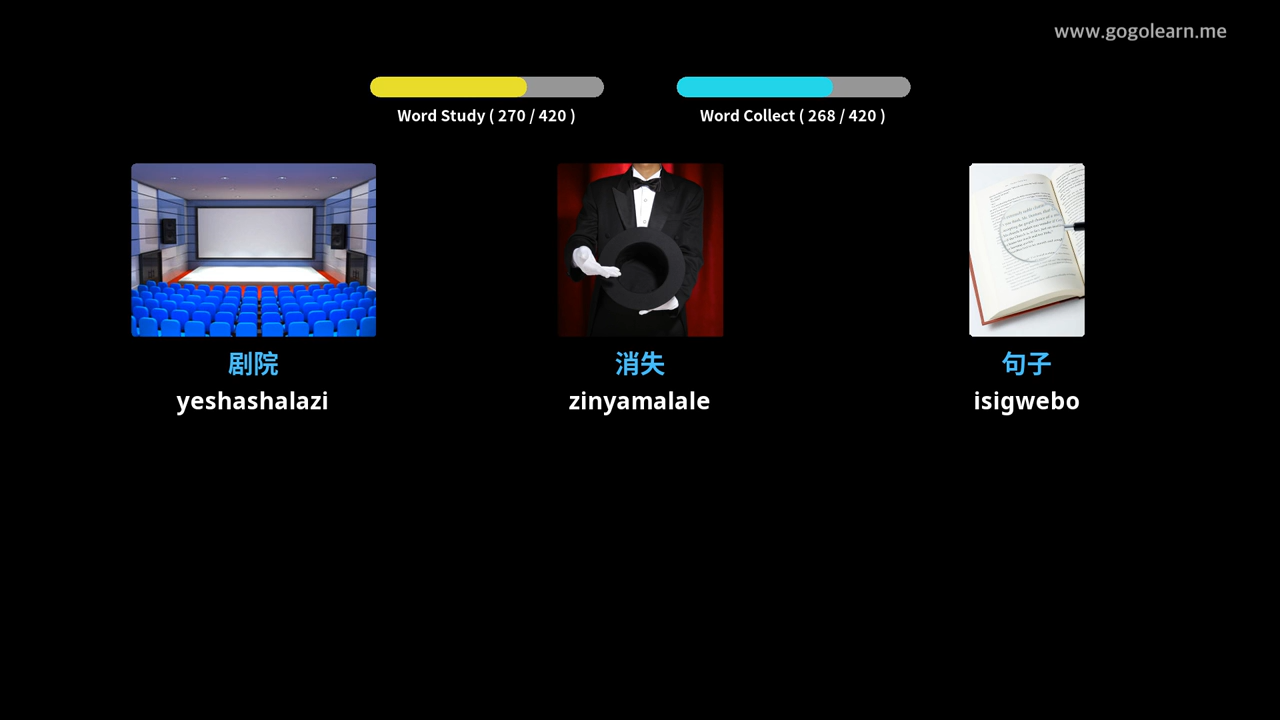 www.gogolearn.me
Word Study ( 270 / 420 )
Word Collect ( 268 / 420 )
剧院
消失
句子
yeshashalazi
zinyamalale
isigwebo